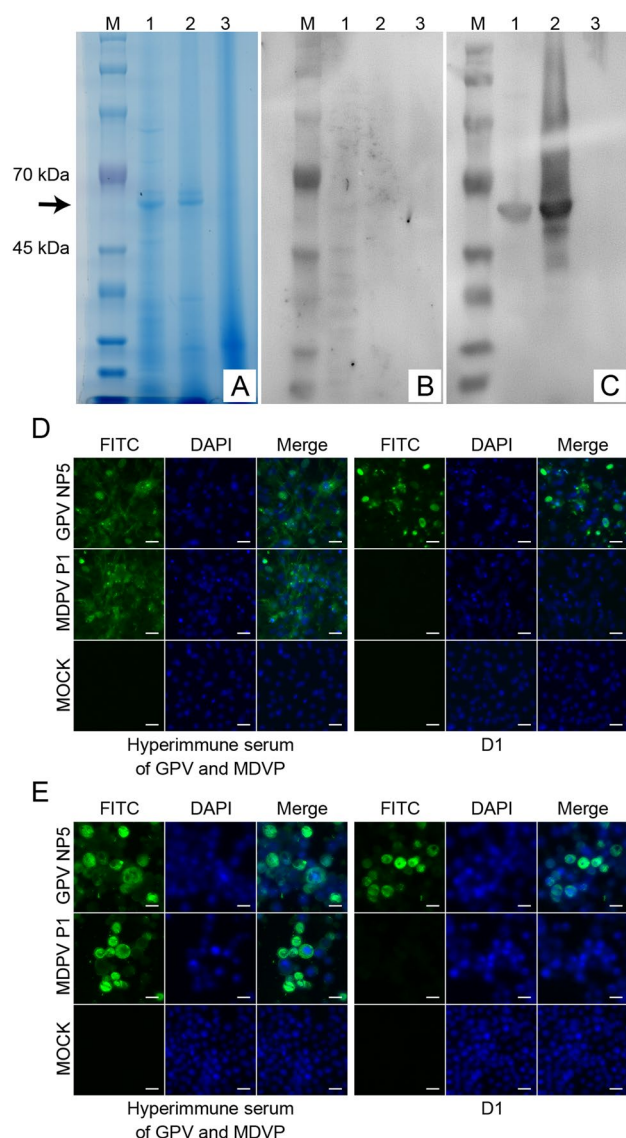 M 1 2 3 M 1 2 3 M 1 2 3
70 kDa
45 kDa
A B C
D
FITC DAPI Merge FITC DAPI Merge
GPV NP5
MDPV P1
MOCK
Hyperimmune serum
of GPV and MDVP
D1
E
FITC DAPI Merge FITC DAPI Merge
GPV NP5
MDPV P1
MOCK
Hyperimmune serum
of GPV and MDVP
D1